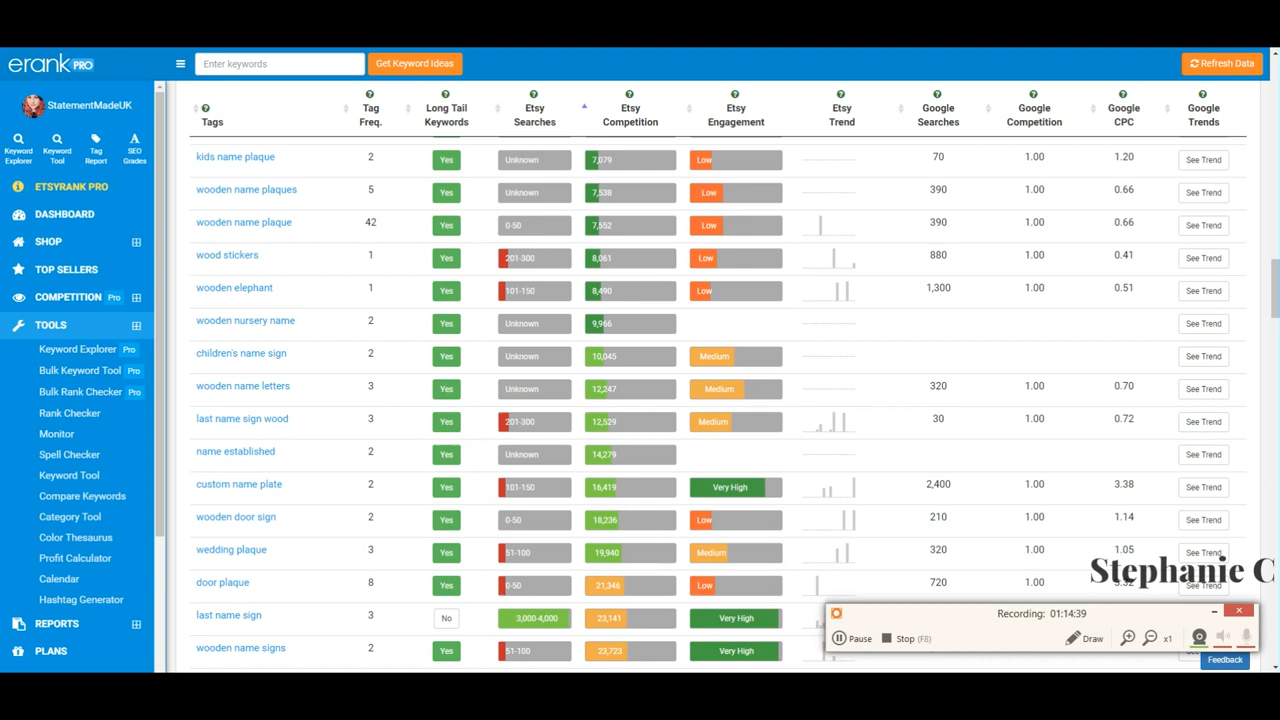 erank PRO
Enter keywords
Get Keyword Ideas
Refresh Data
StatementMadeUK
Keyword Explorer
Keyword Tool
Tag Report
SEO Grades
ETSYRANK PRO
DASHBOARD
SHOP
TOP SELLERS
COMPETITION Pro
TOOLS
Keyword Explorer Pro
Bulk Keyword Tool Pro
Bulk Rank Checker Pro
Rank Checker
Monitor
Spell Checker
Keyword Tool
Compare Keywords
Category Tool
Color Thesaurus
Profit Calculator
Calendar
Hashtag Generator
REPORTS
PLANS
Tags Tag Freq. Long Tail Keywords Etsy Searches Etsy Competition Etsy Engagement Etsy Trend Google Searches Google Competition Google CPC Google Trends
kids name plaque 2 Yes Unknown 7,079 Low 70 1.00 1.20 See Trend
wooden name plaques 5 Yes Unknown 7,538 Low 390 1.00 0.66 See Trend
wooden name plaque 42 Yes 0-50 7,552 Low 390 1.00 0.66 See Trend
wood stickers 1 Yes 201-300 8,061 Low 880 1.00 0.41 See Trend
wooden elephant 1 Yes 101-150 8,490 Low 1,300 1.00 0.51 See Trend
wooden nursery name 2 Yes Unknown 9,966 See Trend
children's name sign 2 Yes Unknown 10,045 Medium See Trend
wooden name letters 3 Yes Unknown 12,247 Medium 320 1.00 0.70 See Trend
last name sign wood 3 Yes 201-300 12,529 Medium 30 1.00 0.72 See Trend
name established 2 Yes Unknown 14,279 See Trend
custom name plate 2 Yes 101-150 16,419 Very High 2,400 1.00 3.38 See Trend
wooden door sign 2 Yes 0-50 18,236 Low 210 1.00 1.14 See Trend
wedding plaque 3 Yes 51-100 19,940 Medium 320 1.00 1.05 See Trend
door plaque 8 Yes 0-50 21,346 Low 720 1.00 See Trend
last name sign 3 No 3,000-4,000 23,141 Very High
wooden name signs 2 Yes 51-100 23,723 Very High
Stephanie C
Recording: 01:14:39
Pause Stop (F8) Draw x1
Feedback